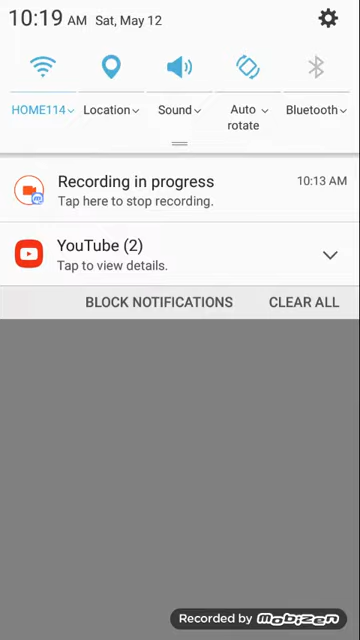 10:19 AM Sat, May 12
HOME114 Location Sound Auto rotate Bluetooth
Recording in progress 10:13 AM
Tap here to stop recording.
YouTube (2)
Tap to view details.
BLOCK NOTIFICATIONS CLEAR ALL
Recorded by MOBIZEN